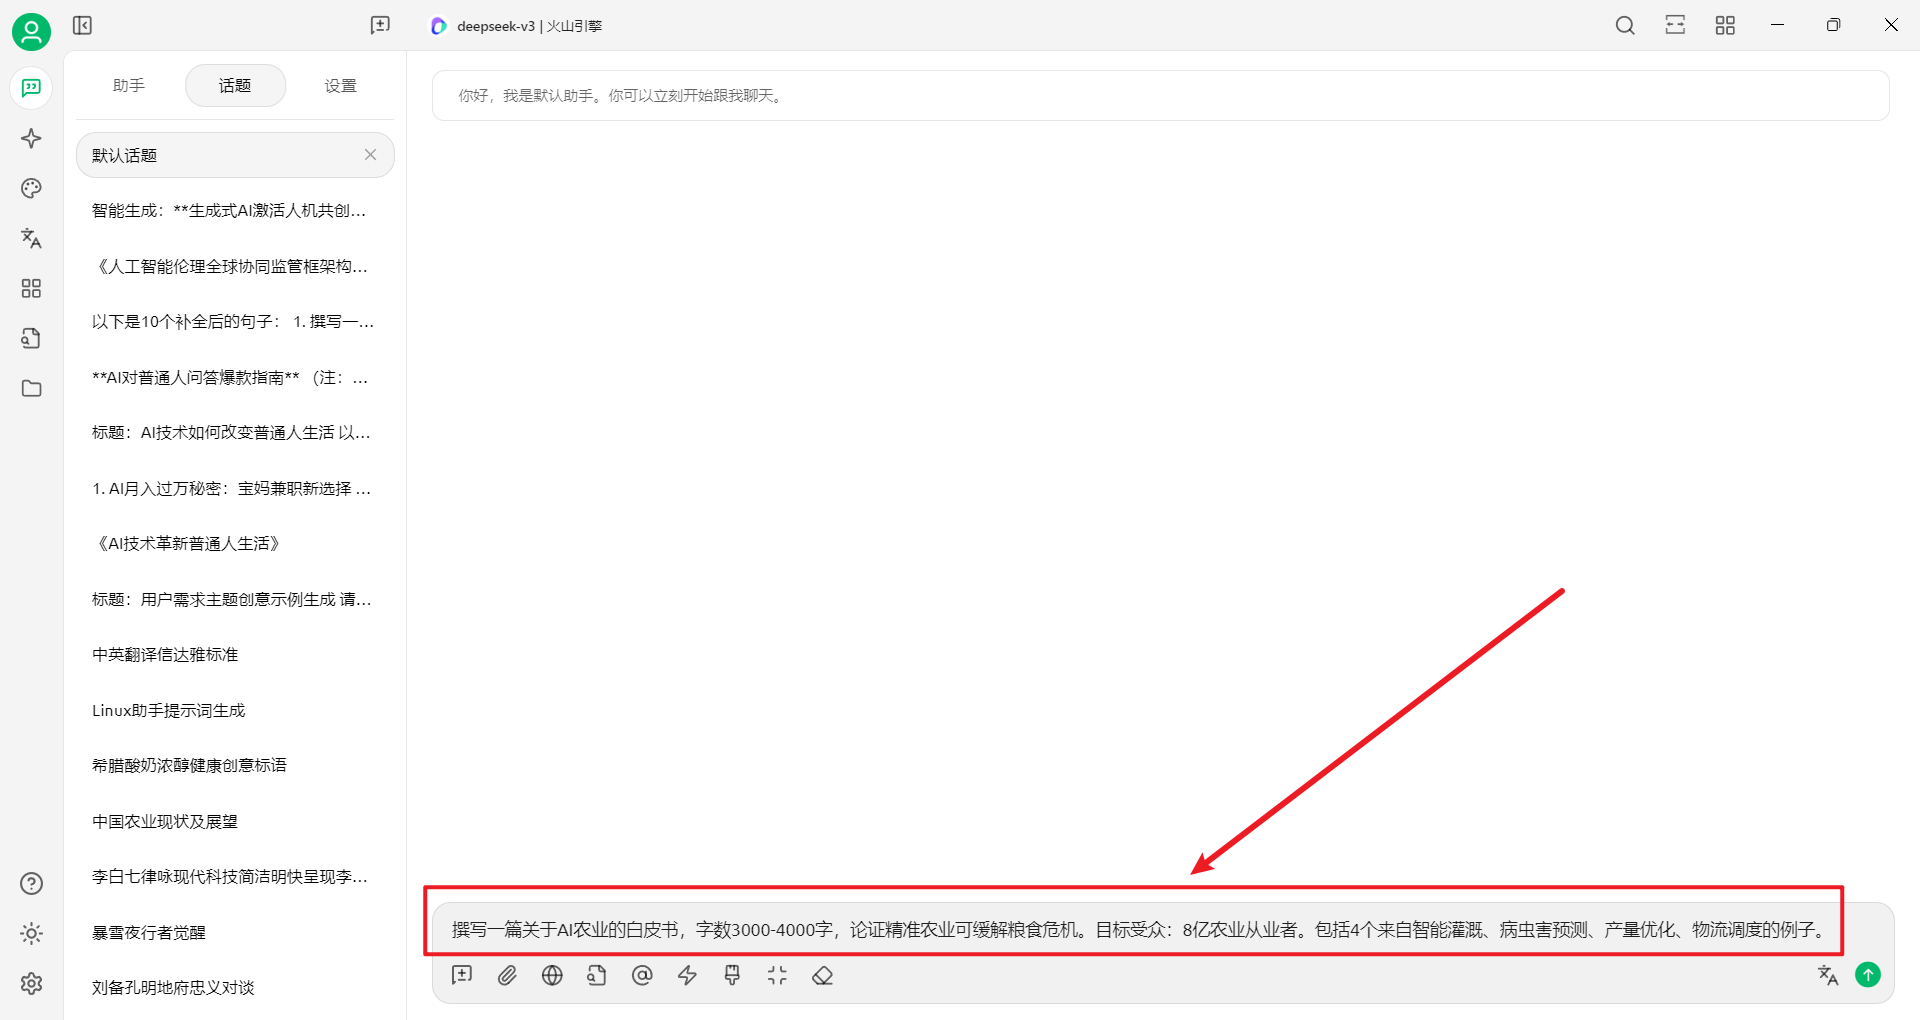 deepseek-v3 | 火山引擎
助手
话题
设置
默认话题
智能生成：**生成式AI激活人机共创...
《人工智能伦理全球协同监管框架构...
以下是10个补全后的句子： 1. 撰写一...
**AI对普通人问答爆款指南** （注：...
标题：AI技术如何改变普通人生活 以...
1. AI月入过万秘密：宝妈兼职新选择 ...
《AI技术革新普通人生活》
标题：用户需求主题创意示例生成 请...
中英翻译信达雅标准
Linux助手提示词生成
希腊酸奶浓醇健康创意标语
中国农业现状及展望
李白七律咏现代科技简洁明快呈现李...
暴雪夜行者觉醒
刘备孔明地府忠义对谈
你好，我是默认助手。你可以立刻开始跟我聊天。
撰写一篇关于AI农业的白皮书，字数3000-4000字，论证精准农业可缓解粮食危机。目标受众：8亿农业从业者。包括4个来自智能灌溉、病虫害预测、产量优化、物流调度的例子。